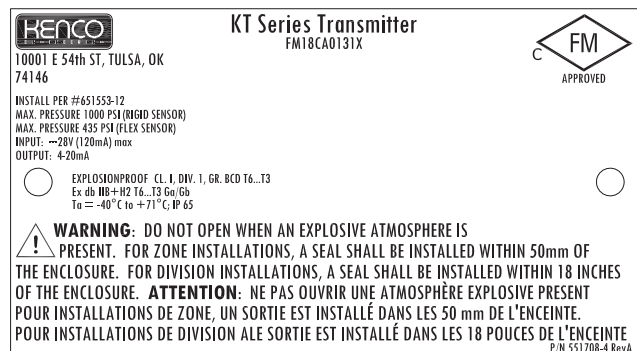 KENCO
KT Series Transmitter
FM18CA0131X
C FM
APPROVED
10001 E 54th ST, TULSA, OK
74146
INSTALL PER #651553-12
MAX. PRESSURE 1000 PSI (RIGID SENSOR)
MAX. PRESSURE 435 PSI (FLEX SENSOR)
INPUT: ⎓28V (120mA) max
OUTPUT: 4-20mA
EXPLOSIONPROOF CL. I, DIV. 1, GR. BCD T6...T3
Ex db IIB+H2 T6...T3 Ga/Gb
Ta = -40°C to +71°C; IP 65
WARNING: DO NOT OPEN WHEN AN EXPLOSIVE ATMOSPHERE IS
PRESENT. FOR ZONE INSTALLATIONS, A SEAL SHALL BE INSTALLED WITHIN 50mm OF
THE ENCLOSURE. FOR DIVISION INSTALLATIONS, A SEAL SHALL BE INSTALLED WITHIN 18 INCHES
OF THE ENCLOSURE. ATTENTION: NE PAS OUVRIR UNE ATMOSPHÈRE EXPLOSIVE PRESENT
POUR INSTALLATIONS DE ZONE, UN SORTIE EST INSTALLÉ DANS LES 50 mm DE L'ENCEINTE.
POUR INSTALLATIONS DE DIVISION ALE SORTIE EST INSTALLÉ DANS LES 18 POUCES DE L'ENCEINTE
P/N 551708-4 RevA